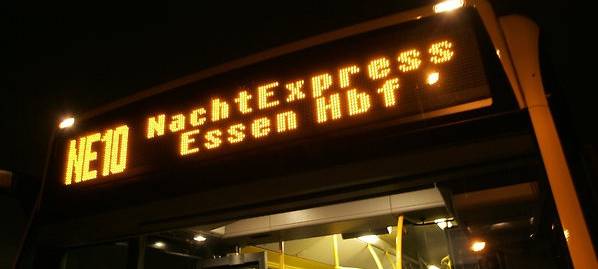 NE10 NachtExpress
Essen Hbf